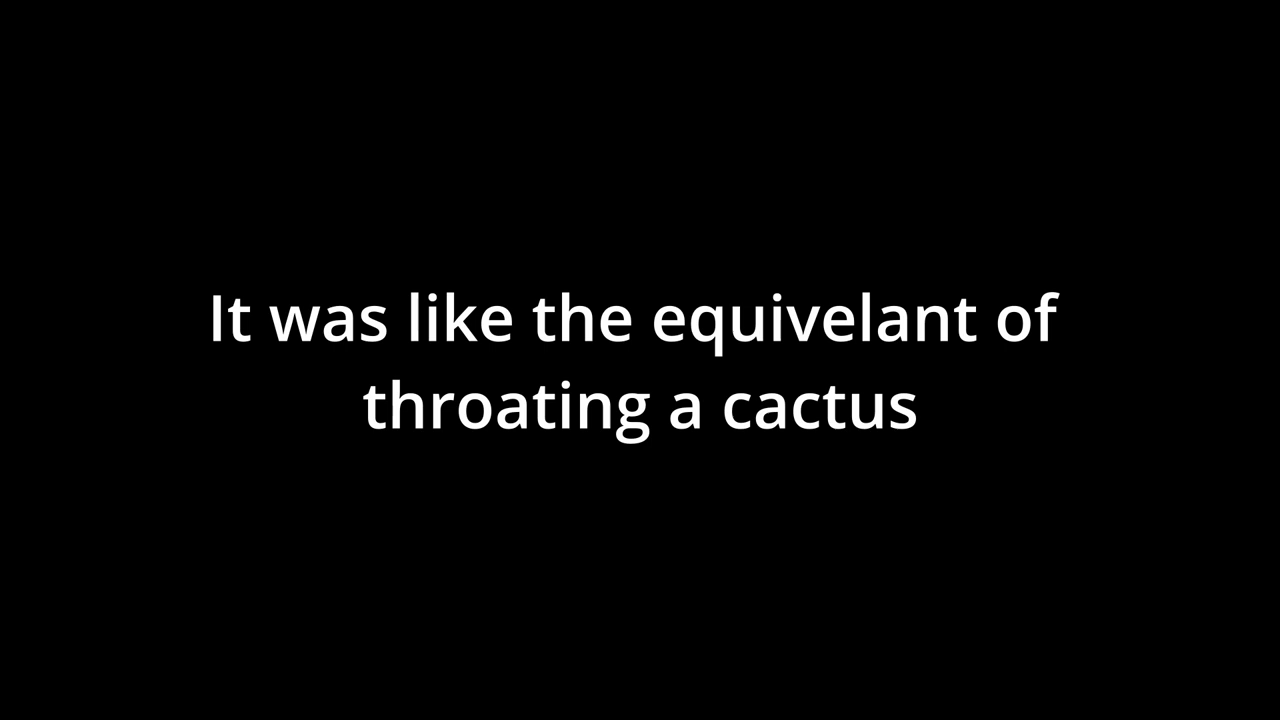 It was like the equivelant of
throating a cactus